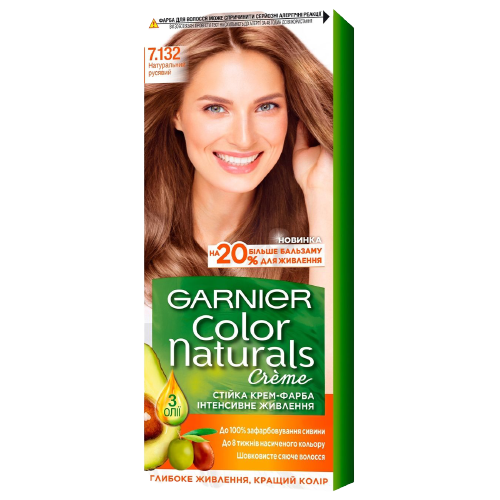 ФАРБА ДЛЯ ВОЛОССЯ МОЖЕ СПРИЧИНИТИ СЕРЙОЗНІ АЛЕРГІЧНІ РЕАКЦІЇ
7.132
Натуральний
русявий
НОВИНКА
НА 20% БІЛЬШЕ БАЛЬЗАМУ
ДЛЯ ЖИВЛЕННЯ
GARNIER
Color
Naturals
Crème
СТІЙКА КРЕМ-ФАРБА
ІНТЕНСИВНЕ ЖИВЛЕННЯ
З
ОЛІЇ
До 100% зафарбовування сивини
До 8 тижнів насиченого кольору
Шовковисте сяюче волосся
ГЛИБОКЕ ЖИВЛЕННЯ, КРАЩИЙ КОЛІР